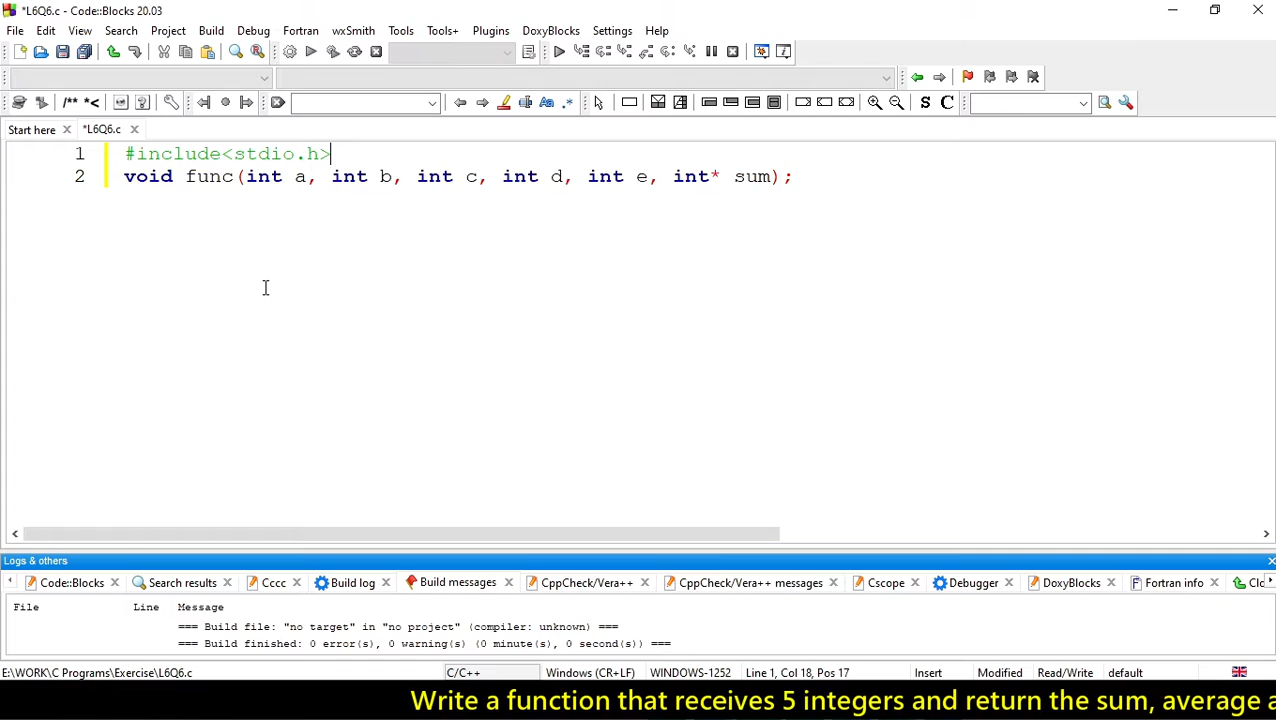 *L6Q6.c - Code::Blocks 20.03
File Edit View Search Project Build Debug Fortran wxSmith Tools Tools+ Plugins DoxyBlocks Settings Help
/** *<
Aa .*
S C
Start here
*L6Q6.c
1 #include<stdio.h>
2 void func(int a, int b, int c, int d, int e, int* sum);
Logs & others
Code::Blocks Search results Cccc Build log Build messages CppCheck/Vera++ CppCheck/Vera++ messages Cscope Debugger DoxyBlocks Fortran info Clo
File Line Message
=== Build file: "no target" in "no project" (compiler: unknown) ===
=== Build finished: 0 error(s), 0 warning(s) (0 minute(s), 0 second(s)) ===
E:\WORK\C Programs\Exercise\L6Q6.c C/C++ Windows (CR+LF) WINDOWS-1252 Line 1, Col 18, Pos 17 Insert Modified Read/Write default
Write a function that receives 5 integers and return the sum, average a